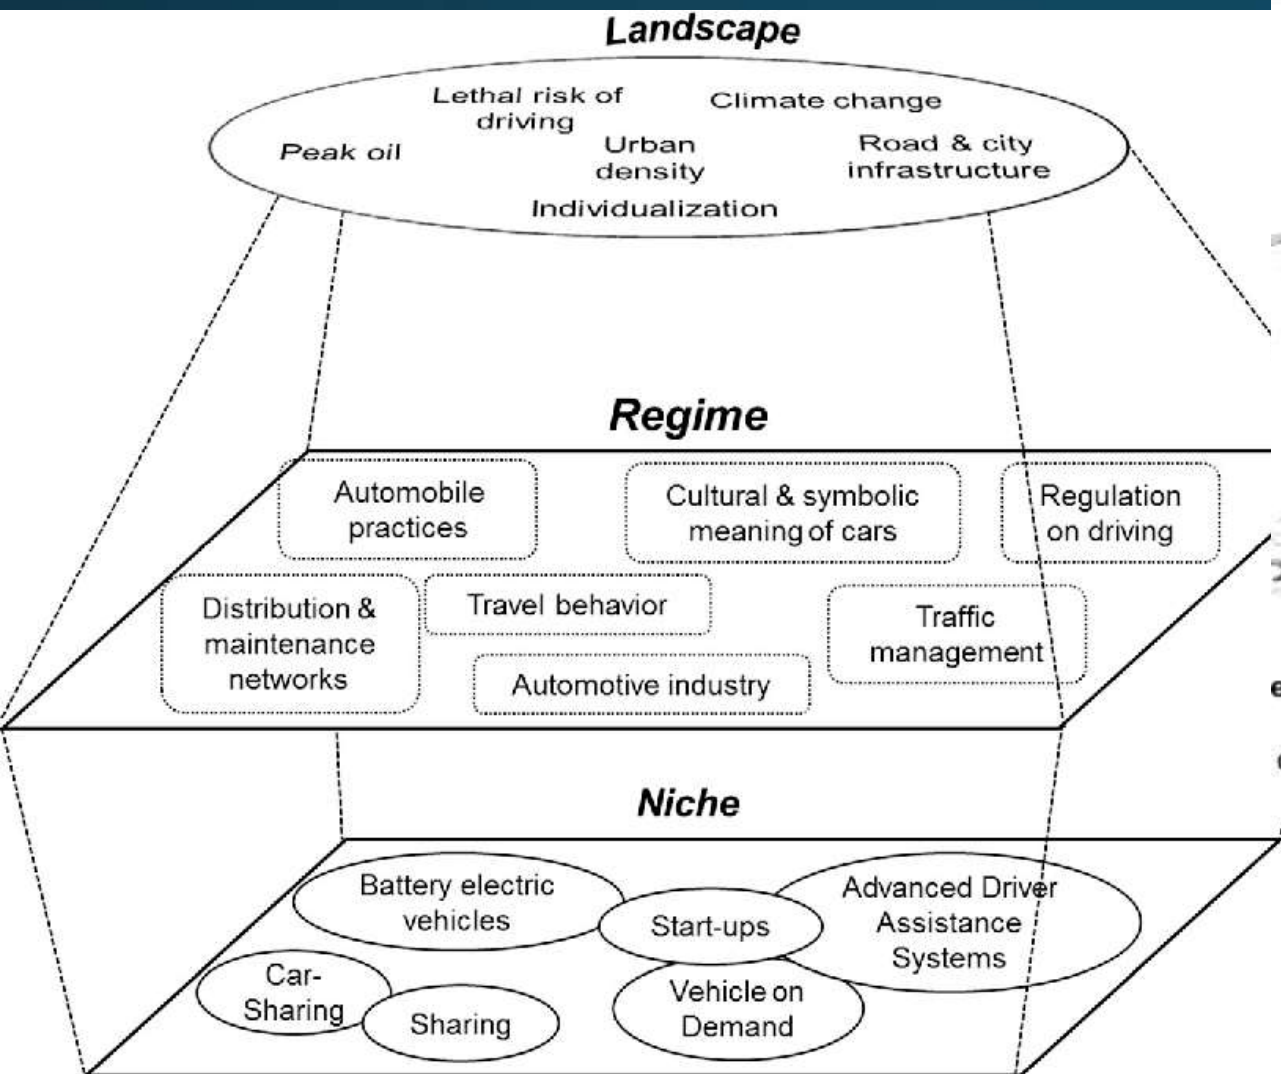 Landscape
Lethal risk of
driving
Climate change
Peak oil
Urban
density
Road & city
infrastructure
Individualization
Regime
Automobile
practices
Cultural & symbolic
meaning of cars
Regulation
on driving
Distribution &
maintenance
networks
Travel behavior
Traffic
management
Automotive industry
Niche
Battery electric
vehicles
Start-ups
Advanced Driver
Assistance
Systems
Car-
Sharing
Sharing
Vehicle on
Demand